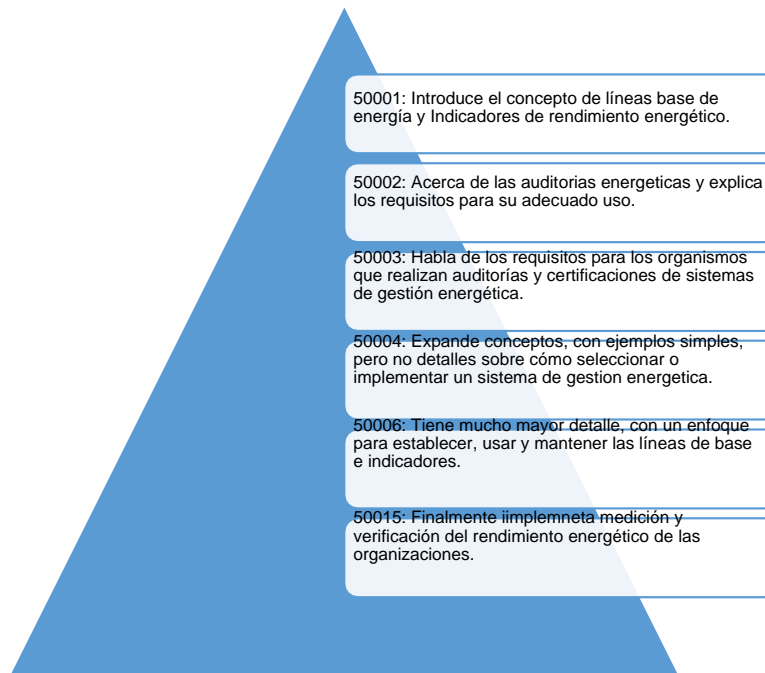 50001: Introduce el concepto de líneas base de
energía y Indicadores de rendimiento energético.
50002: Acerca de las auditorias energeticas y explica
los requisitos para su adecuado uso.
50003: Habla de los requisitos para los organismos
que realizan auditorías y certificaciones de sistemas
de gestión energética.
50004: Expande conceptos, con ejemplos simples,
pero no detalles sobre cómo seleccionar o
implementar un sistema de gestion energetica.
50006: Tiene mucho mayor detalle, con un enfoque
para establecer, usar y mantener las líneas de base
e indicadores.
50015: Finalmente iimplemneta medición y
verificación del rendimiento energético de las
organizaciones.